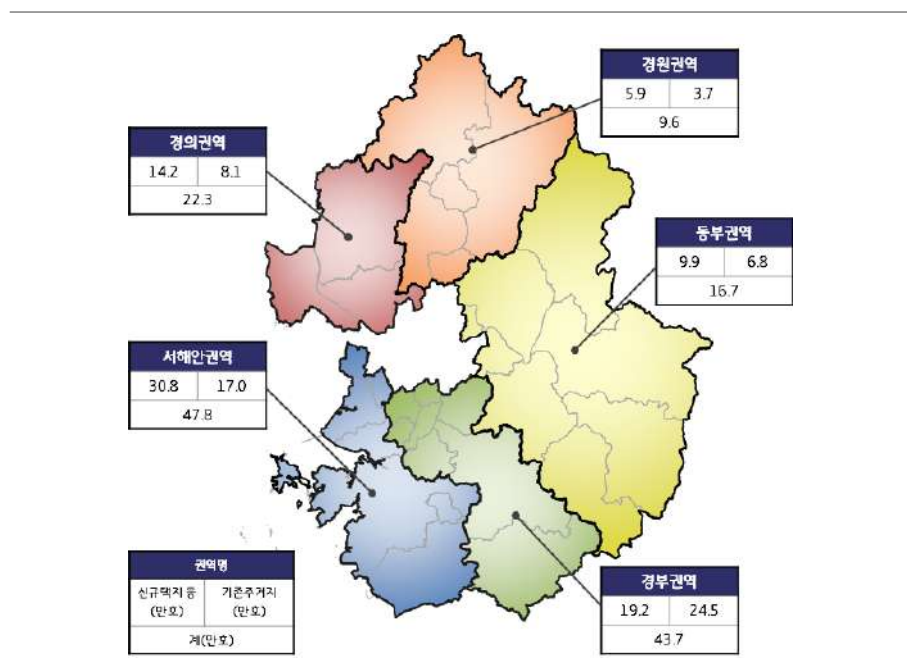 경원권역
5.9 3.7
9.6
경의권역
14.2 8.1
22.3
동부권역
9.9 6.8
16.7
서해안권역
30.8 17.0
47.8
권역명
신규택지 등
(만호)
기존주거지
(만호)
계(만호)
경부권역
19.2 24.5
43.7